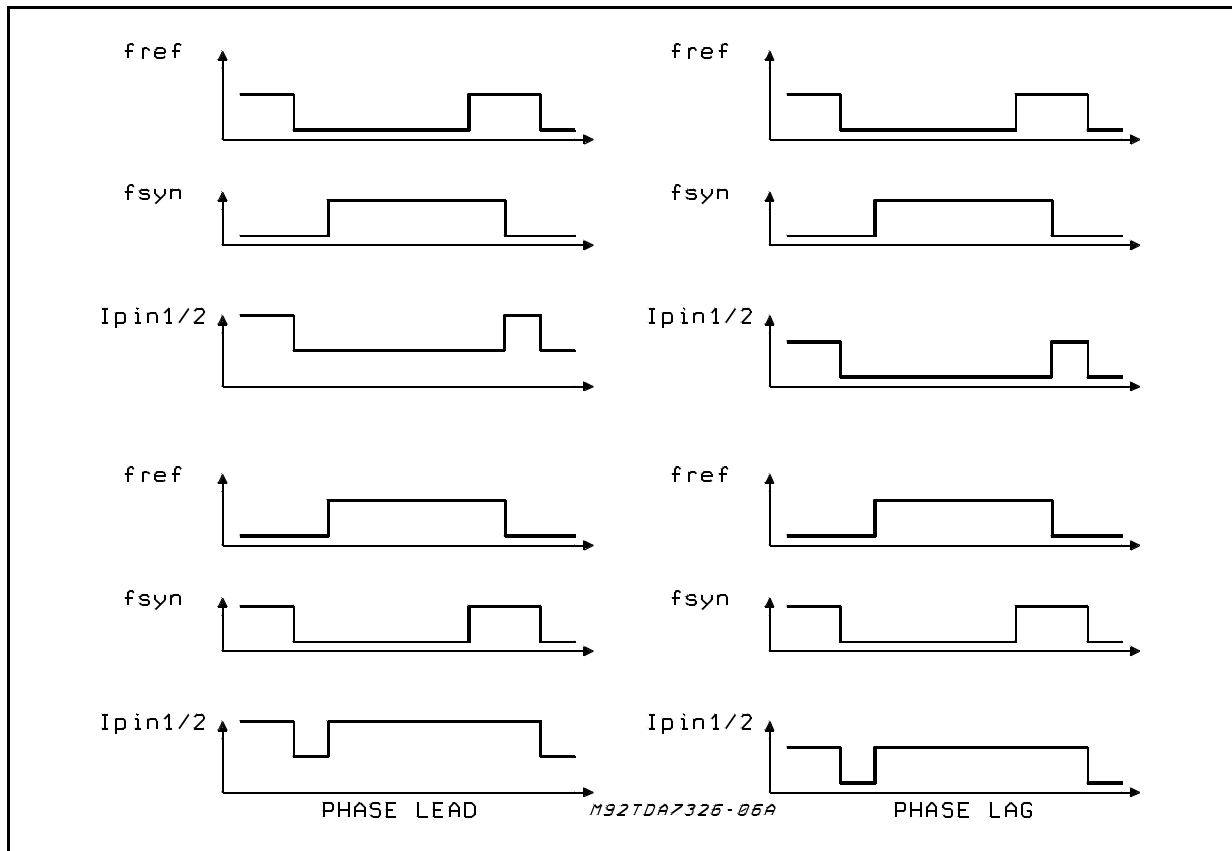 fref
fref
fsyn
fsyn
Ipin1/2
Ipin1/2
fref
fref
fsyn
fsyn
Ipin1/2
Ipin1/2
PHASE LEAD
M92TDA7326-06A
PHASE LAG